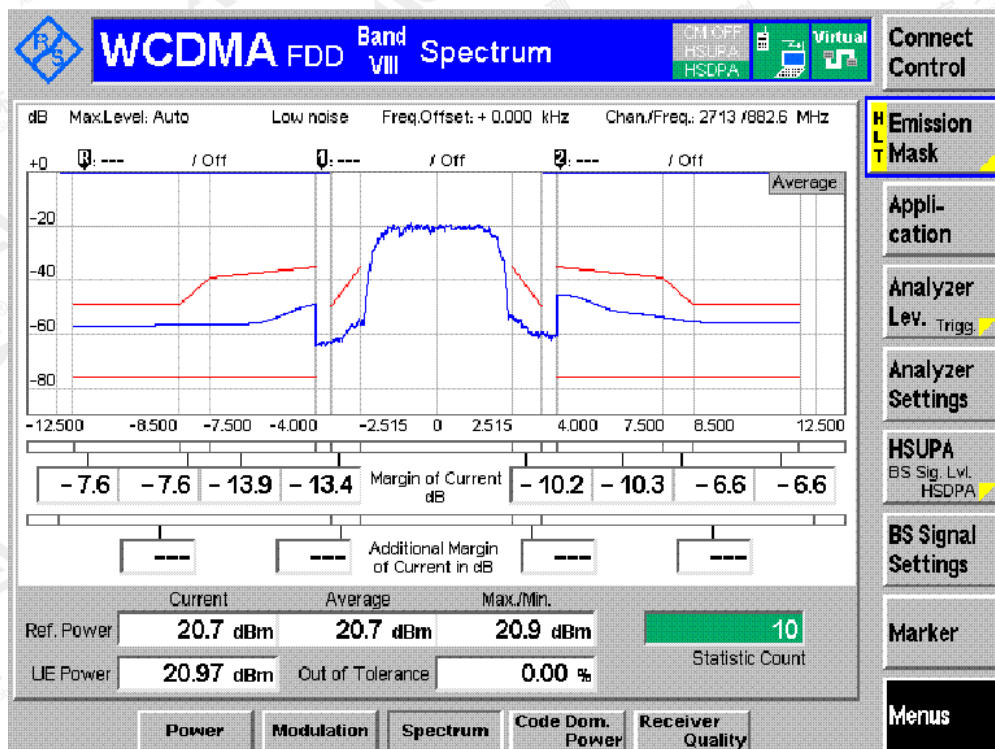 R S
WCDMA FDD Band VIII Spectrum
CM OFF
HSUPA
HSDPA
Virtual
Connect
Control
dB Max.Level: Auto Low noise Freq.Offset: + 0.000 kHz Chan./Freq.: 2713 /882.6 MHz
H L T
Emission
Mask
R: --- / Off 1: --- / Off 2: --- / Off
+0
Average
-20
-40
-60
-80
-12.500 -8.500 -7.500 -4.000 -2.515 0 2.515 4.000 7.500 8.500 12.500
Appli-
cation
Analyzer
Lev. Trigg.
Analyzer
Settings
HSUPA
BS Sig. Lvl.
HSDPA
BS Signal
Settings
Marker
Menus
- 7.6 - 7.6 - 13.9 - 13.4 Margin of Current dB - 10.2 - 10.3 - 6.6 - 6.6
--- --- Additional Margin of Current in dB --- ---
Current Average Max./Min.
Ref. Power 20.7 dBm 20.7 dBm 20.9 dBm 10
Statistic Count
UE Power 20.97 dBm Out of Tolerance 0.00 %
Power Modulation Spectrum Code Dom. Power Receiver Quality